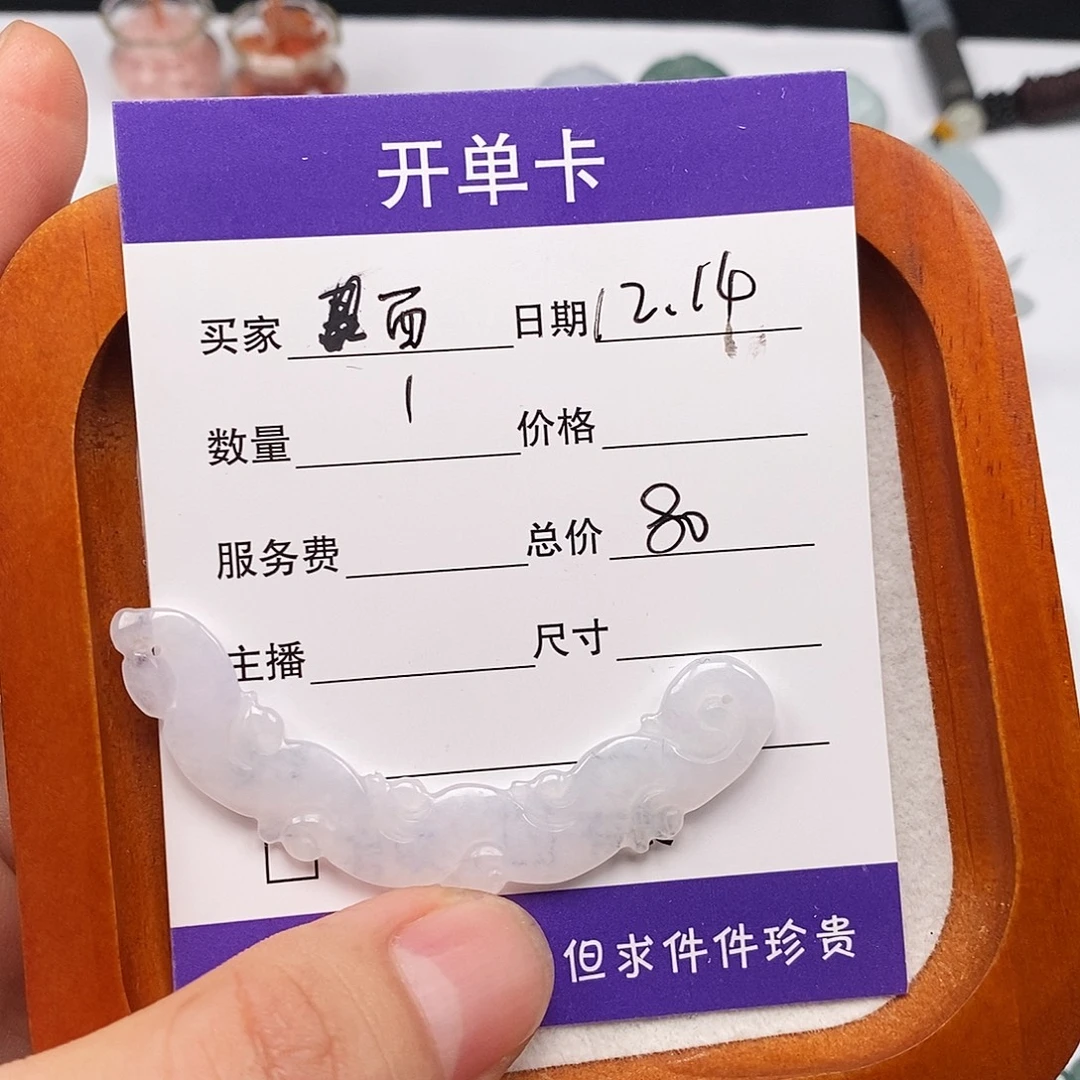 开单卡
买家 而 日期 12.14
数量 1 价格
服务费 总价 80
主播 尺寸
但求件件珍贵